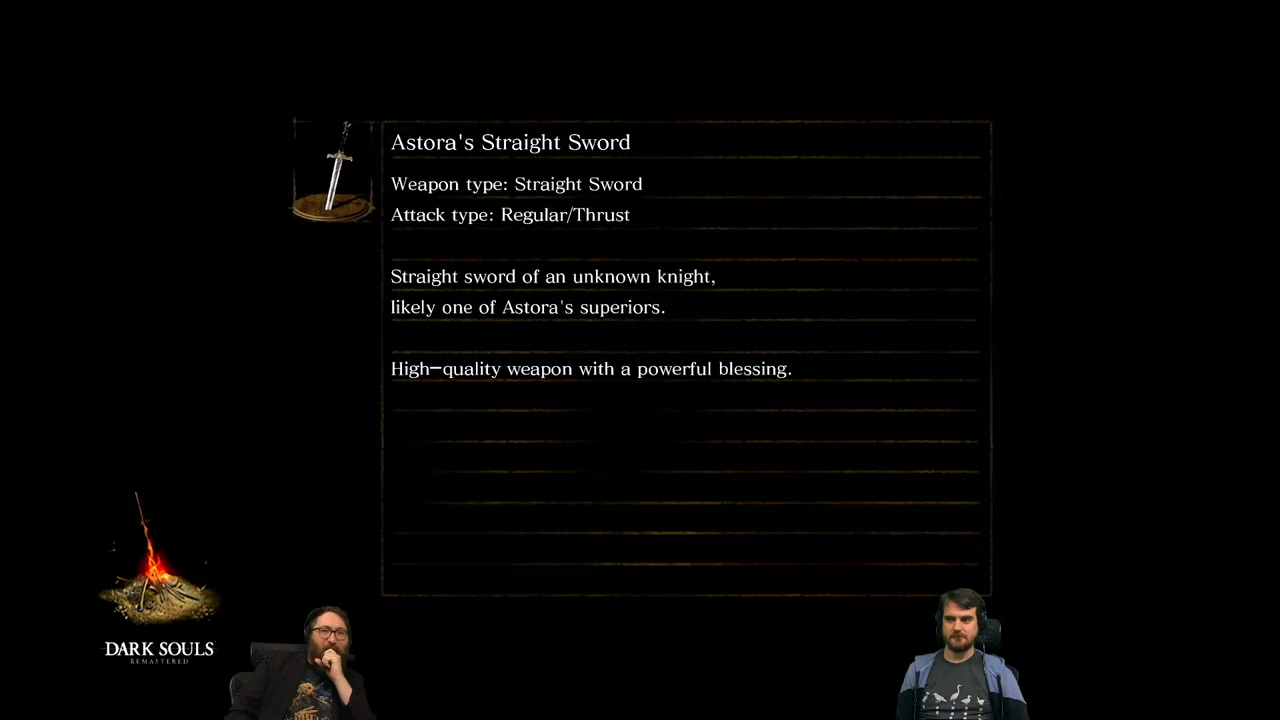 Astora's Straight Sword
Weapon type: Straight Sword
Attack type: Regular/Thrust
Straight sword of an unknown knight,
likely one of Astora's superiors.
High-quality weapon with a powerful blessing.
DARK SOULS
REMASTERED